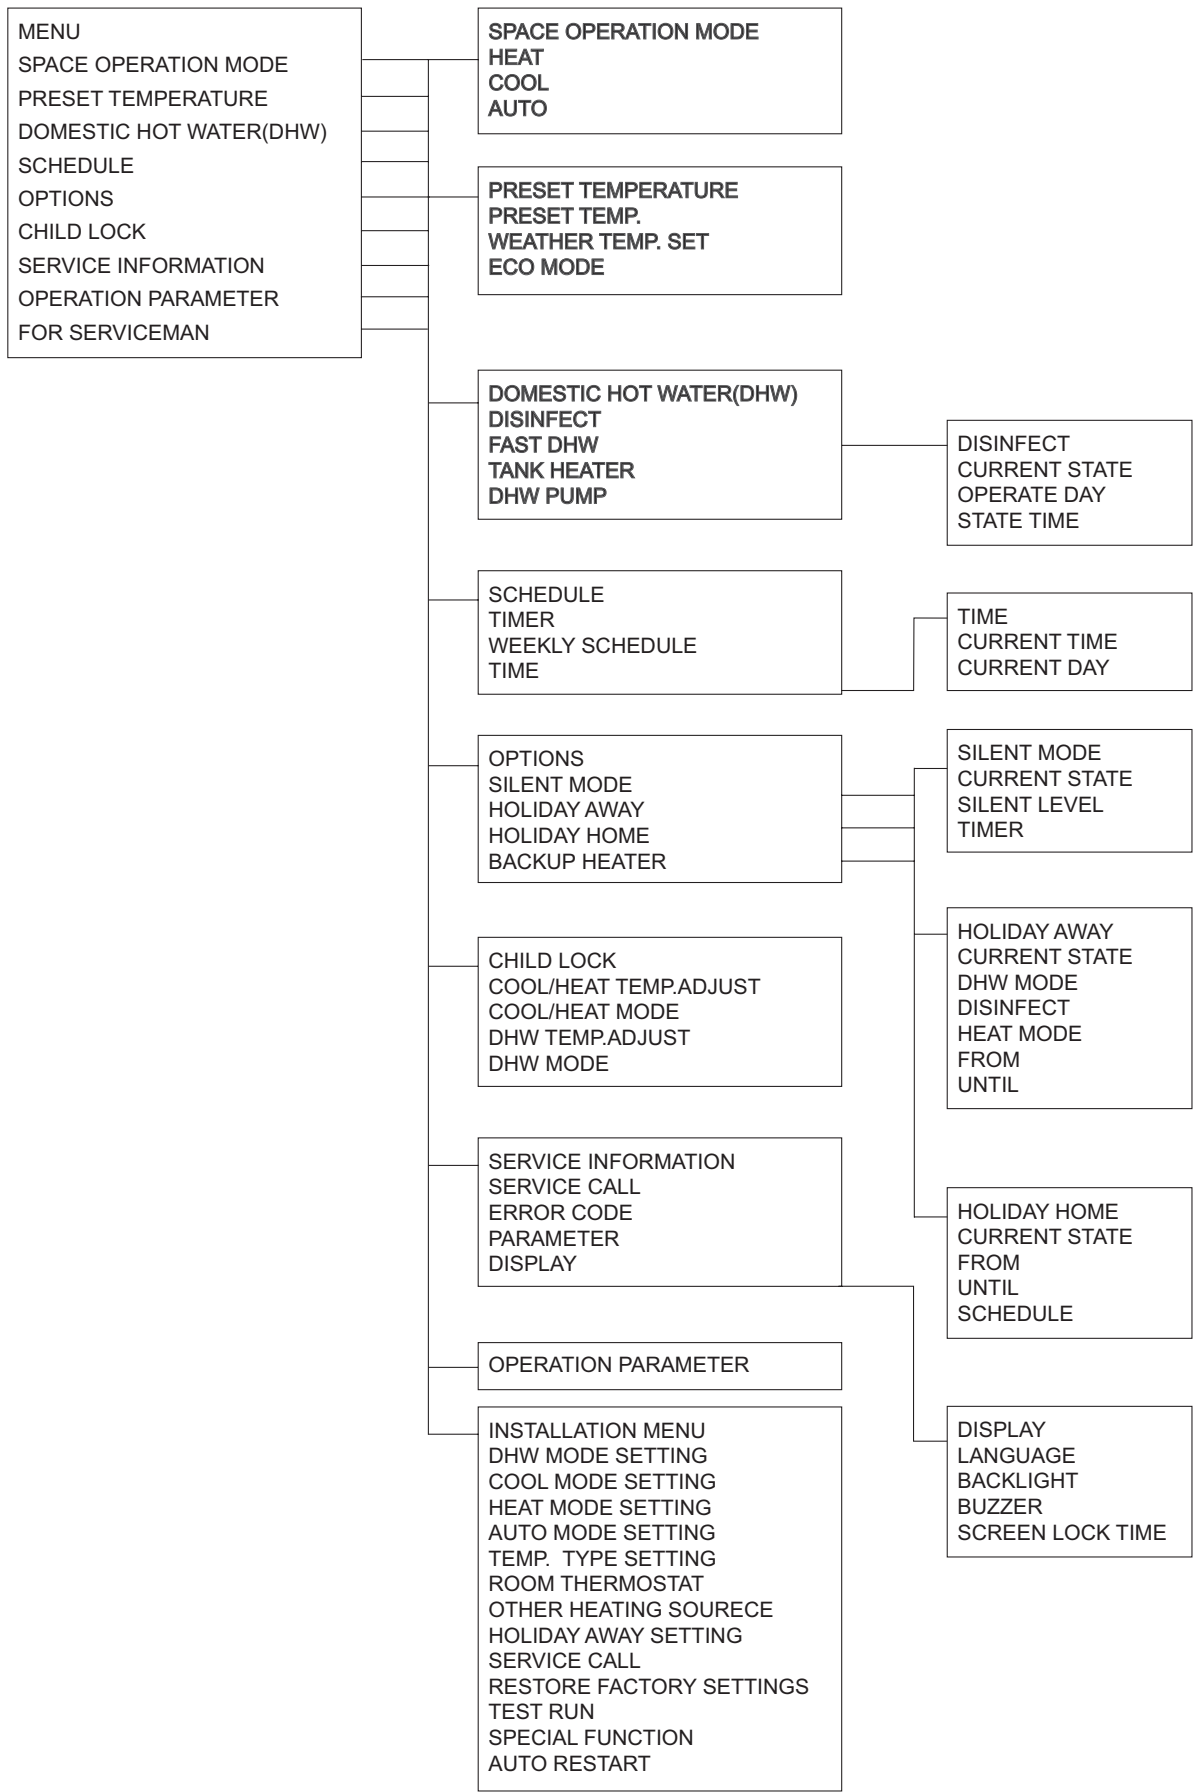 MENU
SPACE OPERATION MODE
PRESET TEMPERATURE
DOMESTIC HOT WATER(DHW)
SCHEDULE
OPTIONS
CHILD LOCK
SERVICE INFORMATION
OPERATION PARAMETER
FOR SERVICEMAN
SPACE OPERATION MODE
HEAT
COOL
AUTO
PRESET TEMPERATURE
PRESET TEMP.
WEATHER TEMP. SET
ECO MODE
DOMESTIC HOT WATER(DHW)
DISINFECT
FAST DHW
TANK HEATER
DHW PUMP
DISINFECT
CURRENT STATE
OPERATE DAY
STATE TIME
SCHEDULE
TIMER
WEEKLY SCHEDULE
TIME
TIME
CURRENT TIME
CURRENT DAY
OPTIONS
SILENT MODE
HOLIDAY AWAY
HOLIDAY HOME
BACKUP HEATER
SILENT MODE
CURRENT STATE
SILENT LEVEL
TIMER
HOLIDAY AWAY
CURRENT STATE
DHW MODE
DISINFECT
HEAT MODE
FROM
UNTIL
HOLIDAY HOME
CURRENT STATE
FROM
UNTIL
SCHEDULE
CHILD LOCK
COOL/HEAT TEMP.ADJUST
COOL/HEAT MODE
DHW TEMP.ADJUST
DHW MODE
SERVICE INFORMATION
SERVICE CALL
ERROR CODE
PARAMETER
DISPLAY
DISPLAY
LANGUAGE
BACKLIGHT
BUZZER
SCREEN LOCK TIME
OPERATION PARAMETER
INSTALLATION MENU
DHW MODE SETTING
COOL MODE SETTING
HEAT MODE SETTING
AUTO MODE SETTING
TEMP. TYPE SETTING
ROOM THERMOSTAT
OTHER HEATING SOURECE
HOLIDAY AWAY SETTING
SERVICE CALL
RESTORE FACTORY SETTINGS
TEST RUN
SPECIAL FUNCTION
AUTO RESTART